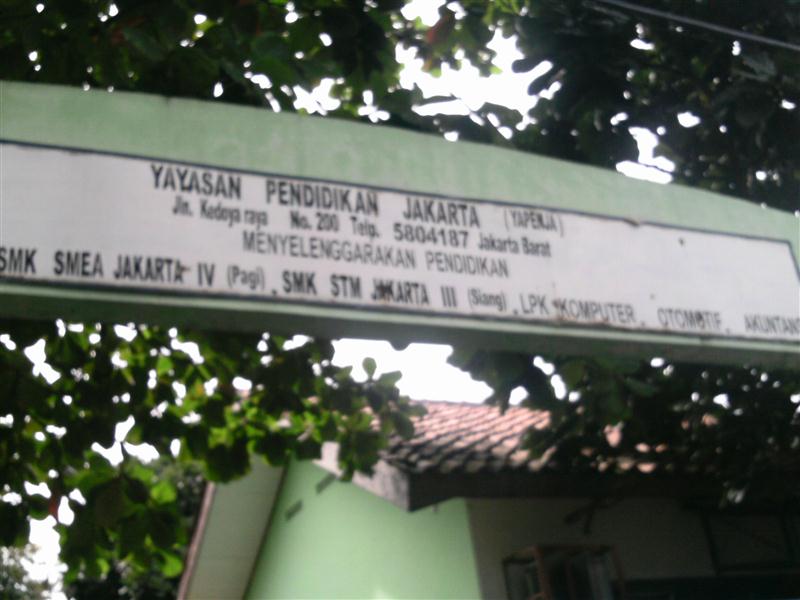 YAYASAN PENDIDIKAN JAKARTA (YAPENJA)
Jln. Kedoya raya No. 200 Telp. 5804187 Jakarta Barat
MENYELENGGARAKAN PENDIDIKAN
SMK SMEA JAKARTA IV (Pagi), SMK STM JAKARTA III (Siang), LPK KOMPUTER, OTOMOTIF, AKUNTANS